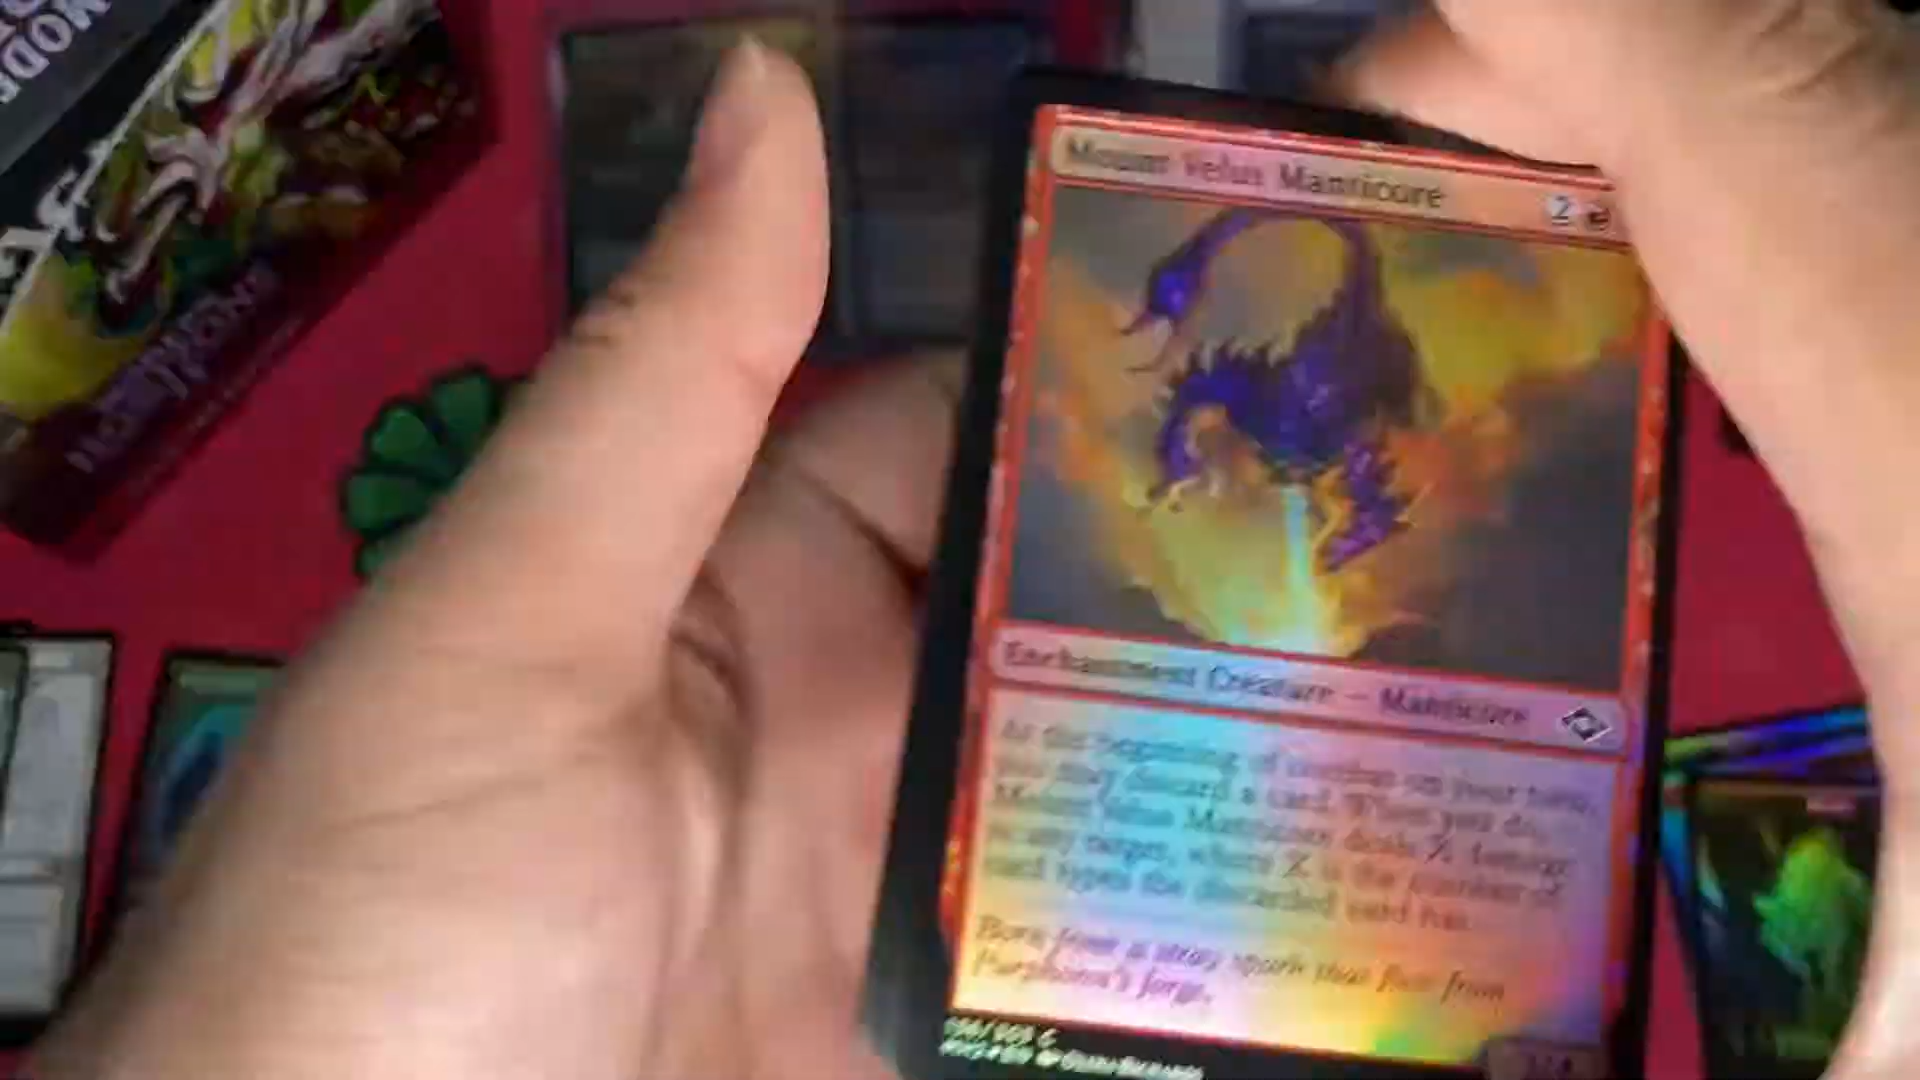 MODE
HORIZONS
Mount Velus Manticore 2
Enchantment Creature — Manticore
At the beginning of combat on your turn,
you may discard a card. When you do,
Mount Velus Manticore deals X damage
to any target, where X is the number of
card types the discarded card has.
Born from a stray spark that flew from
Purphoros's forge.